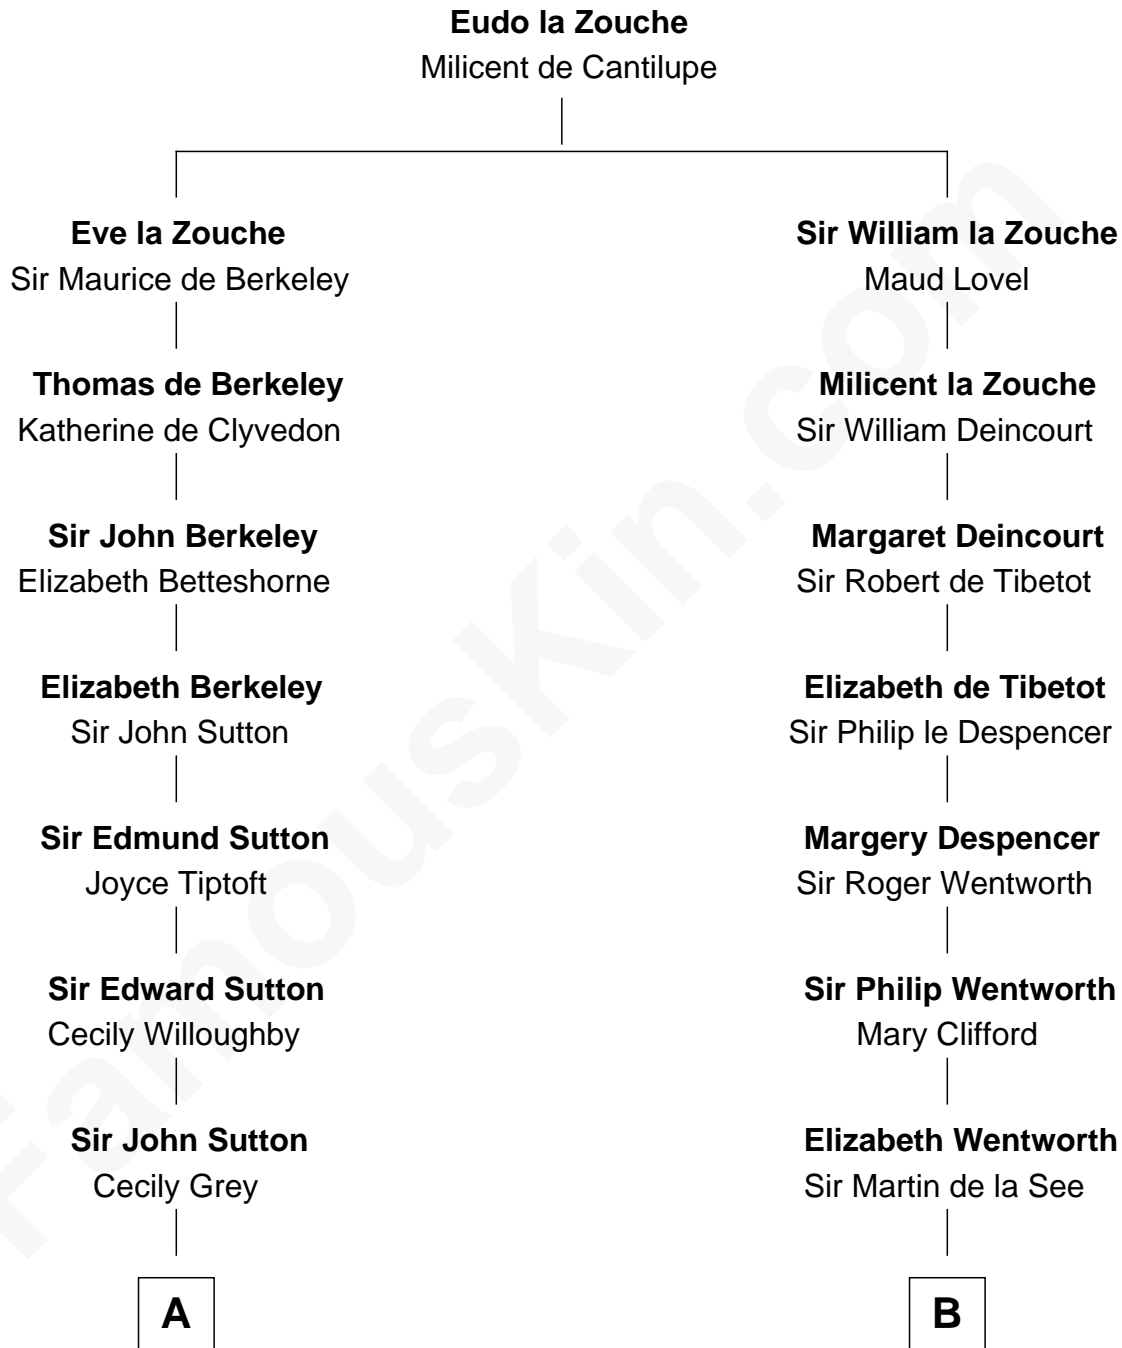 Eudo la Zouche
Milicent de Cantilupe
Eve la Zouche
Sir Maurice de Berkeley
Thomas de Berkeley
Katherine de Clyvedon
Sir John Berkeley
Elizabeth Betteshorne
Elizabeth Berkeley
Sir John Sutton
Sir Edmund Sutton
Joyce Tiptoft
Sir Edward Sutton
Cecily Willoughby
Sir John Sutton
Cecily Grey
A
Sir William la Zouche
Maud Lovel
Milicent la Zouche
Sir William Deincourt
Margaret Deincourt
Sir Robert de Tibetot
Elizabeth de Tibetot
Sir Philip le Despencer
Margery Despencer
Sir Roger Wentworth
Sir Philip Wentworth
Mary Clifford
Elizabeth Wentworth
Sir Martin de la See
B
FamousKin.com